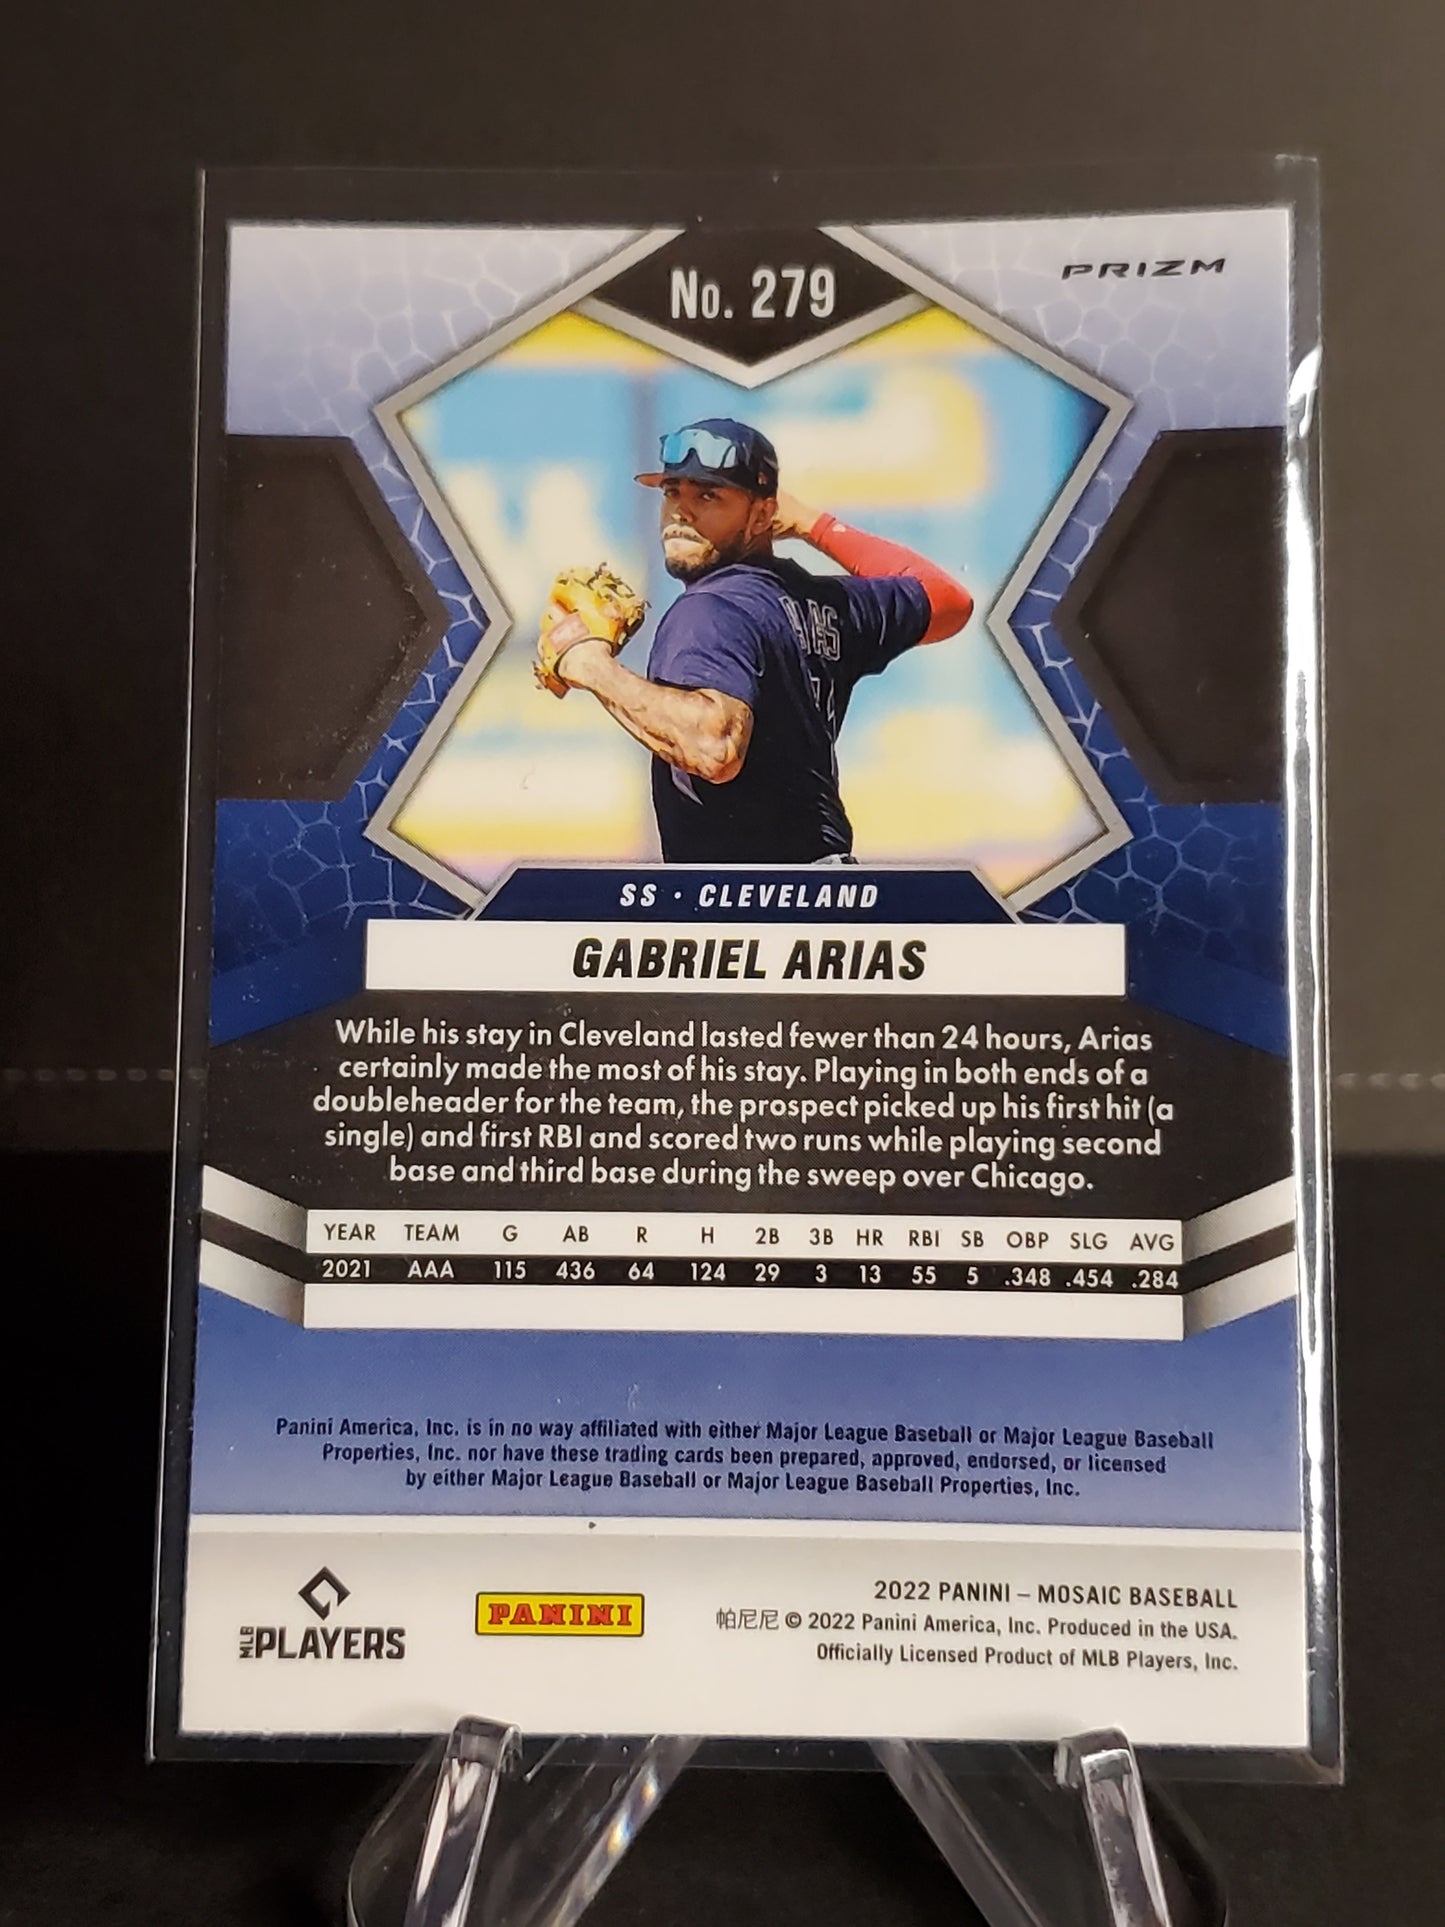 No. 279
PRIZM
ARIAS
SS · CLEVELAND
GABRIEL ARIAS
While his stay in Cleveland lasted fewer than 24 hours, Arias
certainly made the most of his stay. Playing in both ends of a
doubleheader for the team, the prospect picked up his first hit (a
single) and first RBI and scored two runs while playing second
base and third base during the sweep over Chicago.
YEAR TEAM G AB R H 2B 3B HR RBI SB OBP SLG AVG
2021 AAA 115 436 64 124 29 3 13 55 5 .348 .454 .284
Panini America, Inc. is in no way affiliated with either Major League Baseball or Major League Baseball
Properties, Inc. nor have these trading cards been prepared, approved, endorsed, or licensed
by either Major League Baseball or Major League Baseball Properties, Inc.
MLB PLAYERS
PANINI
2022 PANINI – MOSAIC BASEBALL
帕尼尼 © 2022 Panini America, Inc. Produced in the USA.
Officially Licensed Product of MLB Players, Inc.